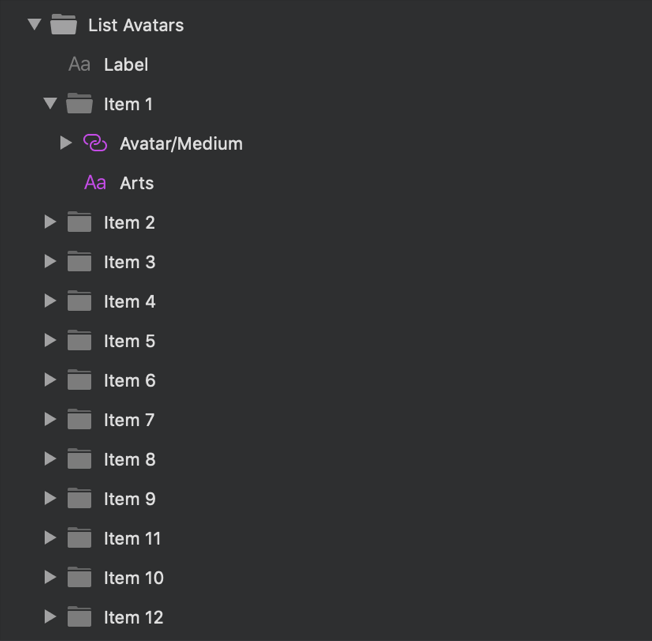 List Avatars
Aa Label
Item 1
Avatar/Medium
Aa Arts
Item 2
Item 3
Item 4
Item 5
Item 6
Item 7
Item 8
Item 9
Item 11
Item 10
Item 12